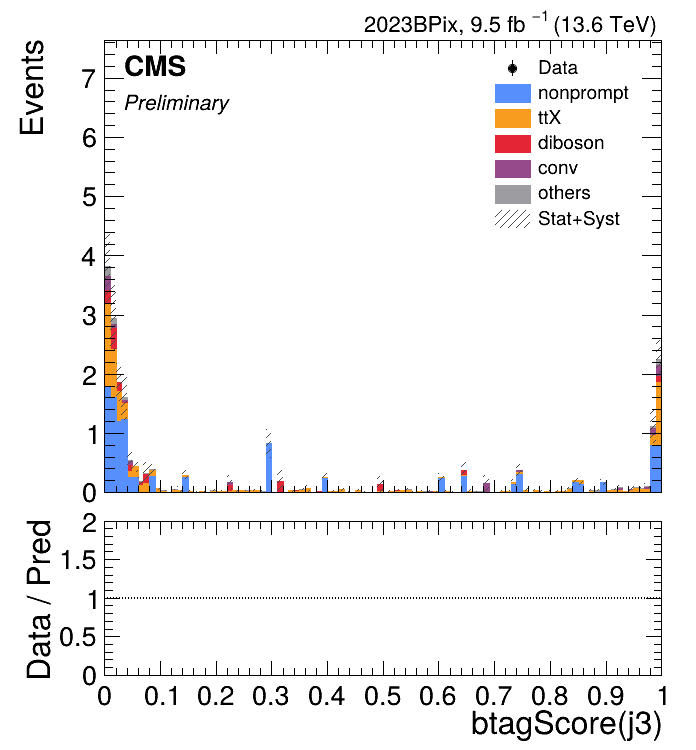 2023BPix, 9.5 fb⁻¹ (13.6 TeV)
CMS
Preliminary
Events
Data
nonprompt
ttX
diboson
conv
others
Stat+Syst
7
6
5
4
3
2
1
0
Data / Pred
2
1.5
1
0.5
0
0 0.1 0.2 0.3 0.4 0.5 0.6 0.7 0.8 0.9 1
btagScore(j3)